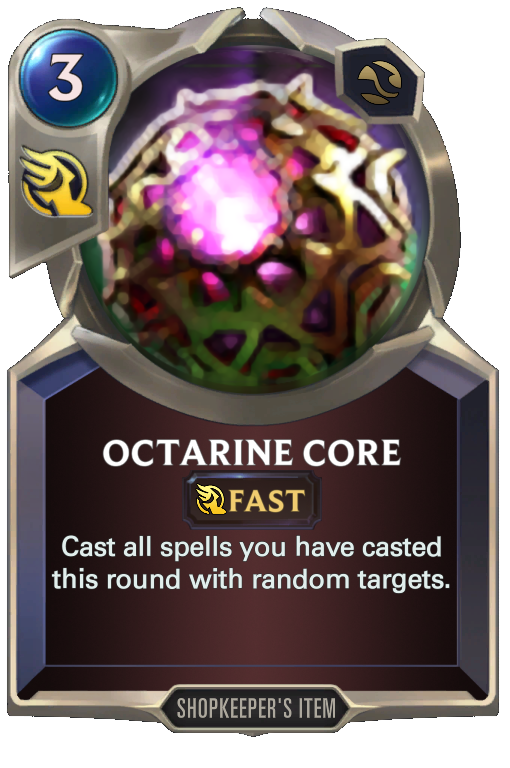 3
OCTARINE CORE
FAST
Cast all spells you have casted
this round with random targets.
SHOPKEEPER'S ITEM